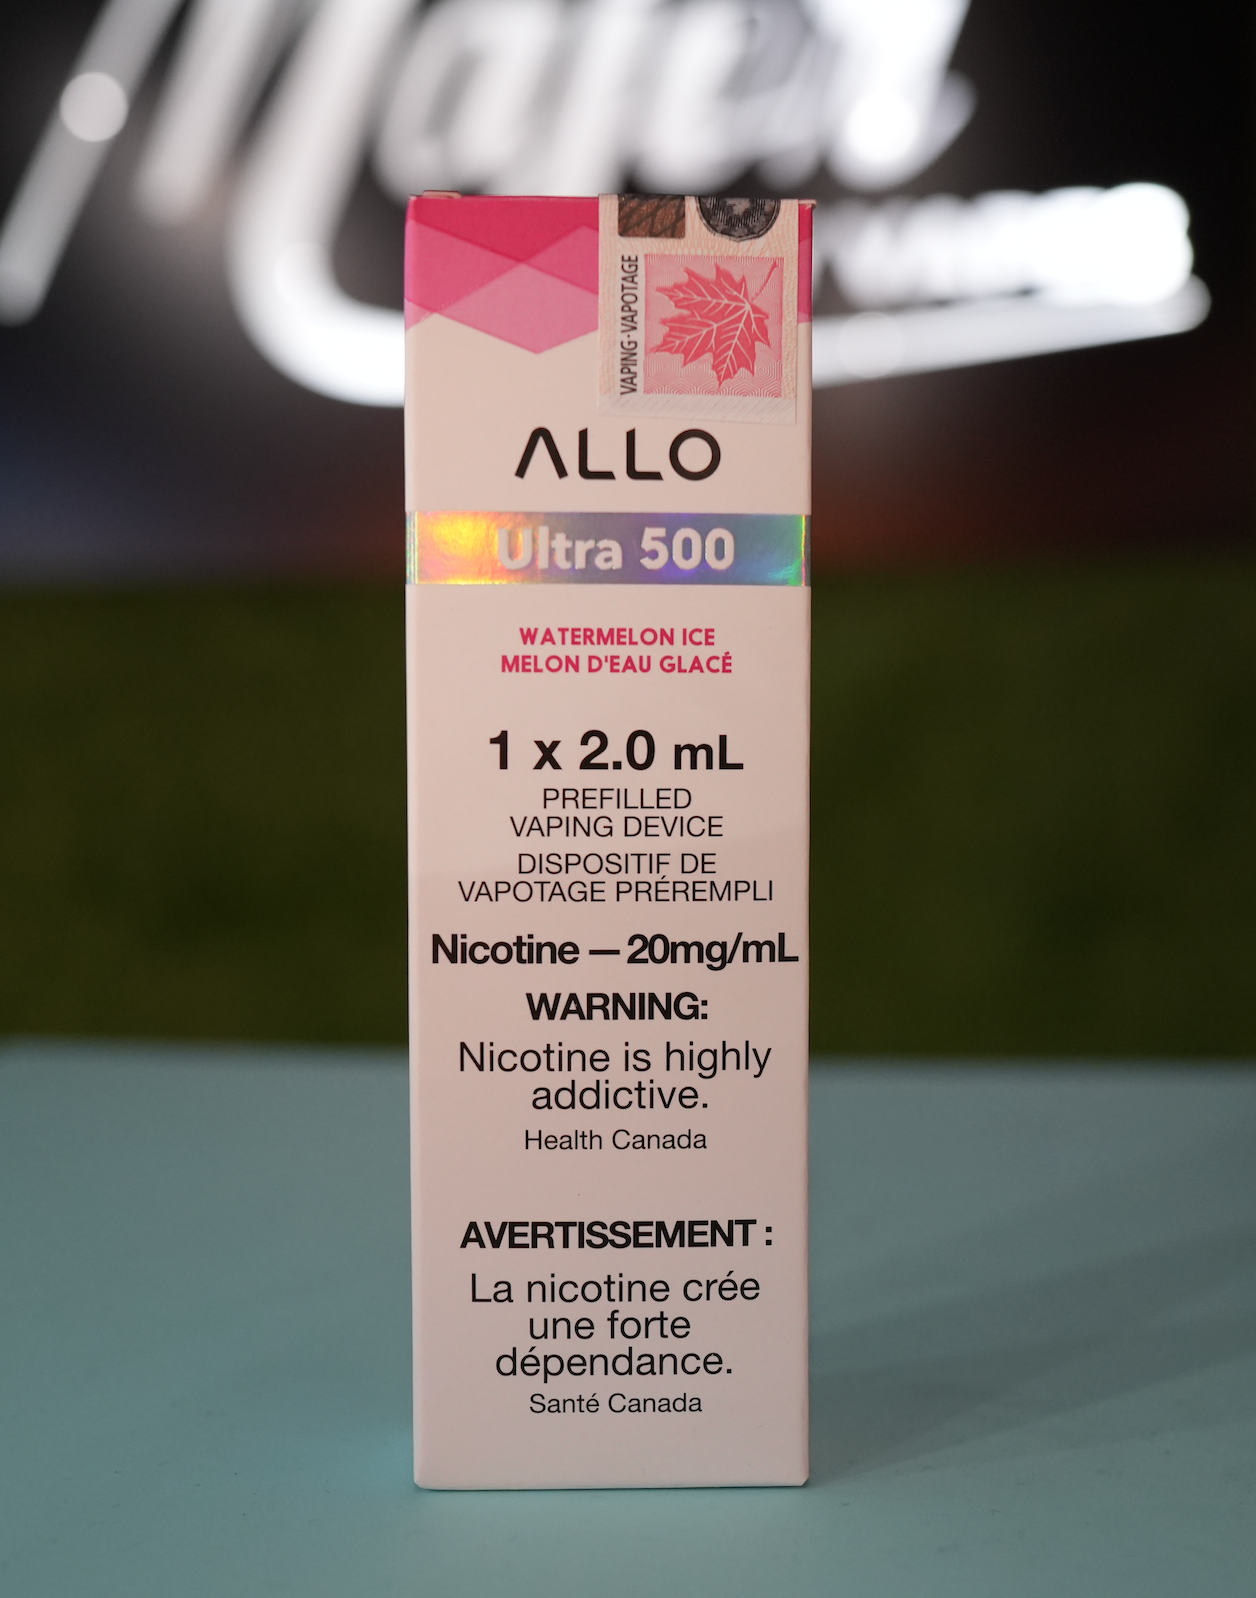 VAPING·VAPOTAGE
ALLO
Ultra 500
WATERMELON ICE
MELON D'EAU GLACÉ
1 x 2.0 mL
PREFILLED
VAPING DEVICE
DISPOSITIF DE
VAPOTAGE PRÉREMPLI
Nicotine — 20mg/mL
WARNING:
Nicotine is highly
addictive.
Health Canada
AVERTISSEMENT :
La nicotine crée
une forte
dépendance.
Santé Canada